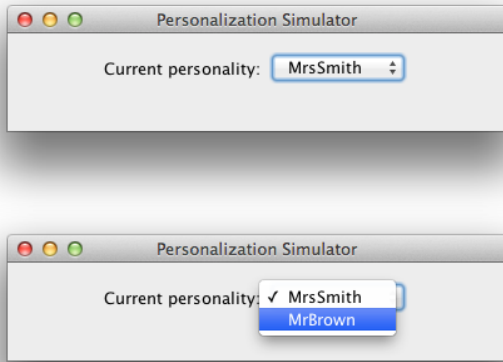 Personalization Simulator
Current personality: MrsSmith
Personalization Simulator
Current personality: ✓ MrsSmith
MrBrown